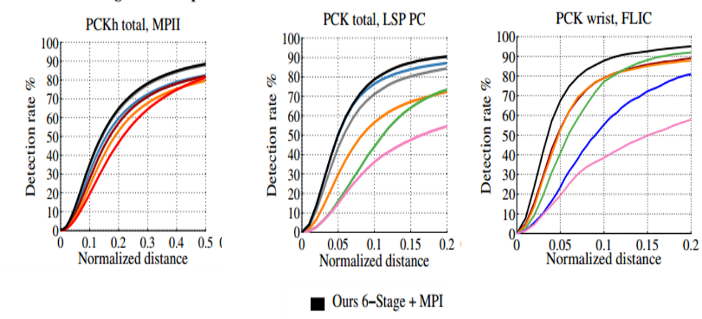 PCKh total, MPII
Detection rate %
100
90
80
70
60
50
40
30
20
10
0
0 0.1 0.2 0.3 0.4 0.5
Normalized distance
PCK total, LSP PC
Detection rate %
100
90
80
70
60
50
40
30
20
10
0
0 0.05 0.1 0.15 0.2
Normalized distance
PCK wrist, FLIC
Detection rate %
100
90
80
70
60
50
40
30
20
10
0
0 0.05 0.1 0.15 0.2
Normalized distance
Ours 6–Stage + MPI